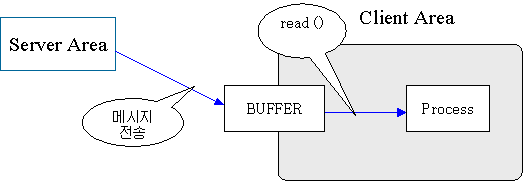 read ()
Client Area
Server Area
메시지
전송
BUFFER
Process